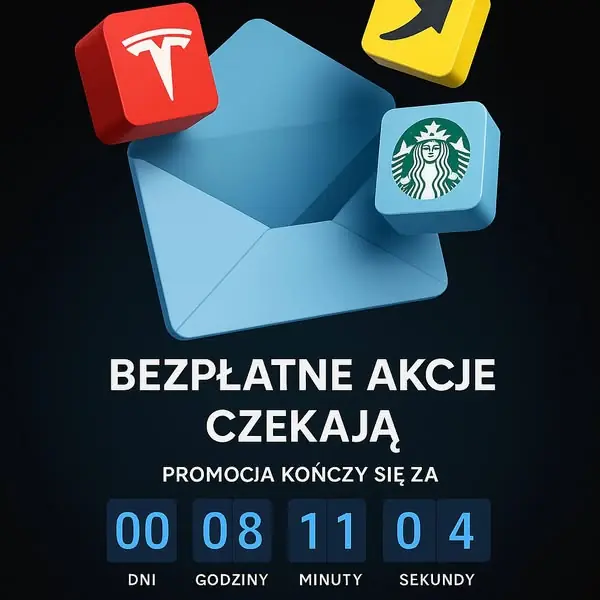 BEZPŁATNE AKCJE
CZEKAJĄ
PROMOCJA KOŃCZY SIĘ ZA
00 08 11 04
DNI GODZINY MINUTY SEKUNDY